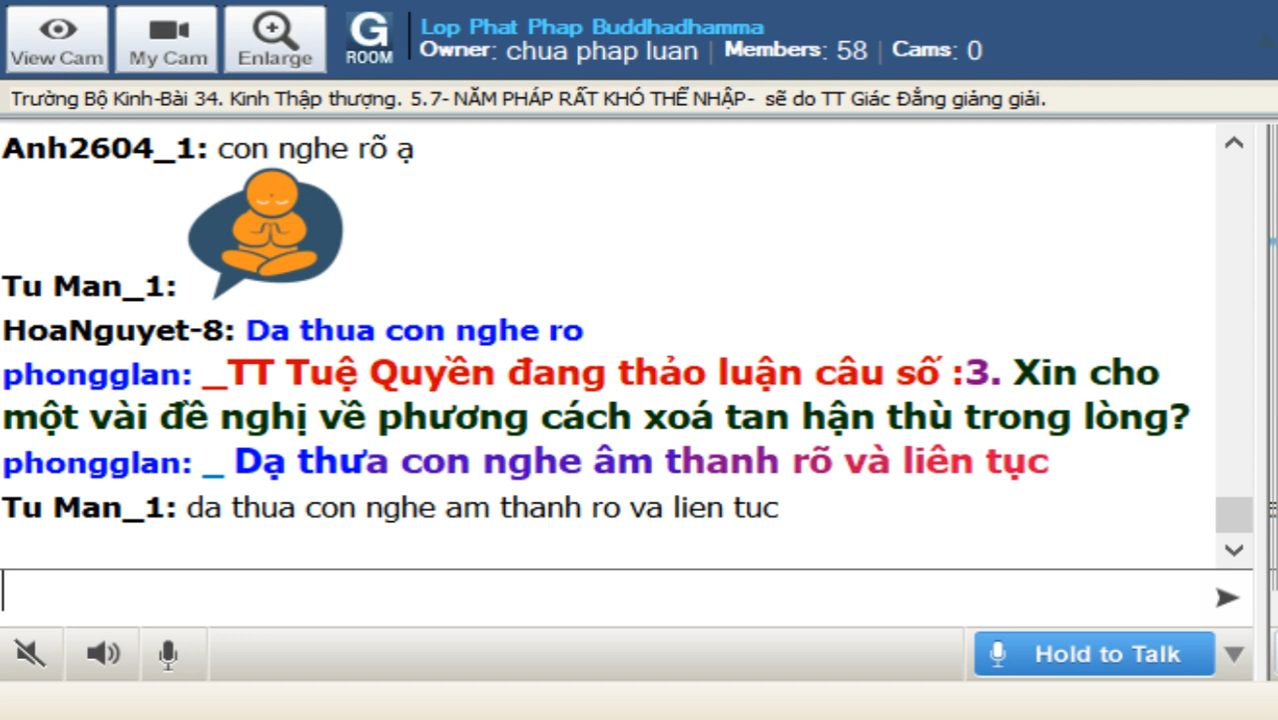 View Cam
My Cam
Enlarge
G
ROOM
Lop Phat Phap Buddhadhamma
Owner: chua phap luan | Members: 58 | Cams: 0
Trường Bộ Kinh-Bài 34. Kinh Thập thượng. 5.7- NĂM PHÁP RẤT KHÓ THỂ NHẬP- sẽ do TT Giác Đẳng giảng giải.
Anh2604_1: con nghe rõ ạ
Tu Man_1:
HoaNguyet-8: Da thua con nghe ro
phongglan: _TT Tuệ Quyền đang thảo luận câu số :3. Xin cho
một vài đề nghị về phương cách xoá tan hận thù trong lòng?
phongglan: _ Dạ thưa con nghe âm thanh rõ và liên tục
Tu Man_1: da thua con nghe am thanh ro va lien tuc
Hold to Talk